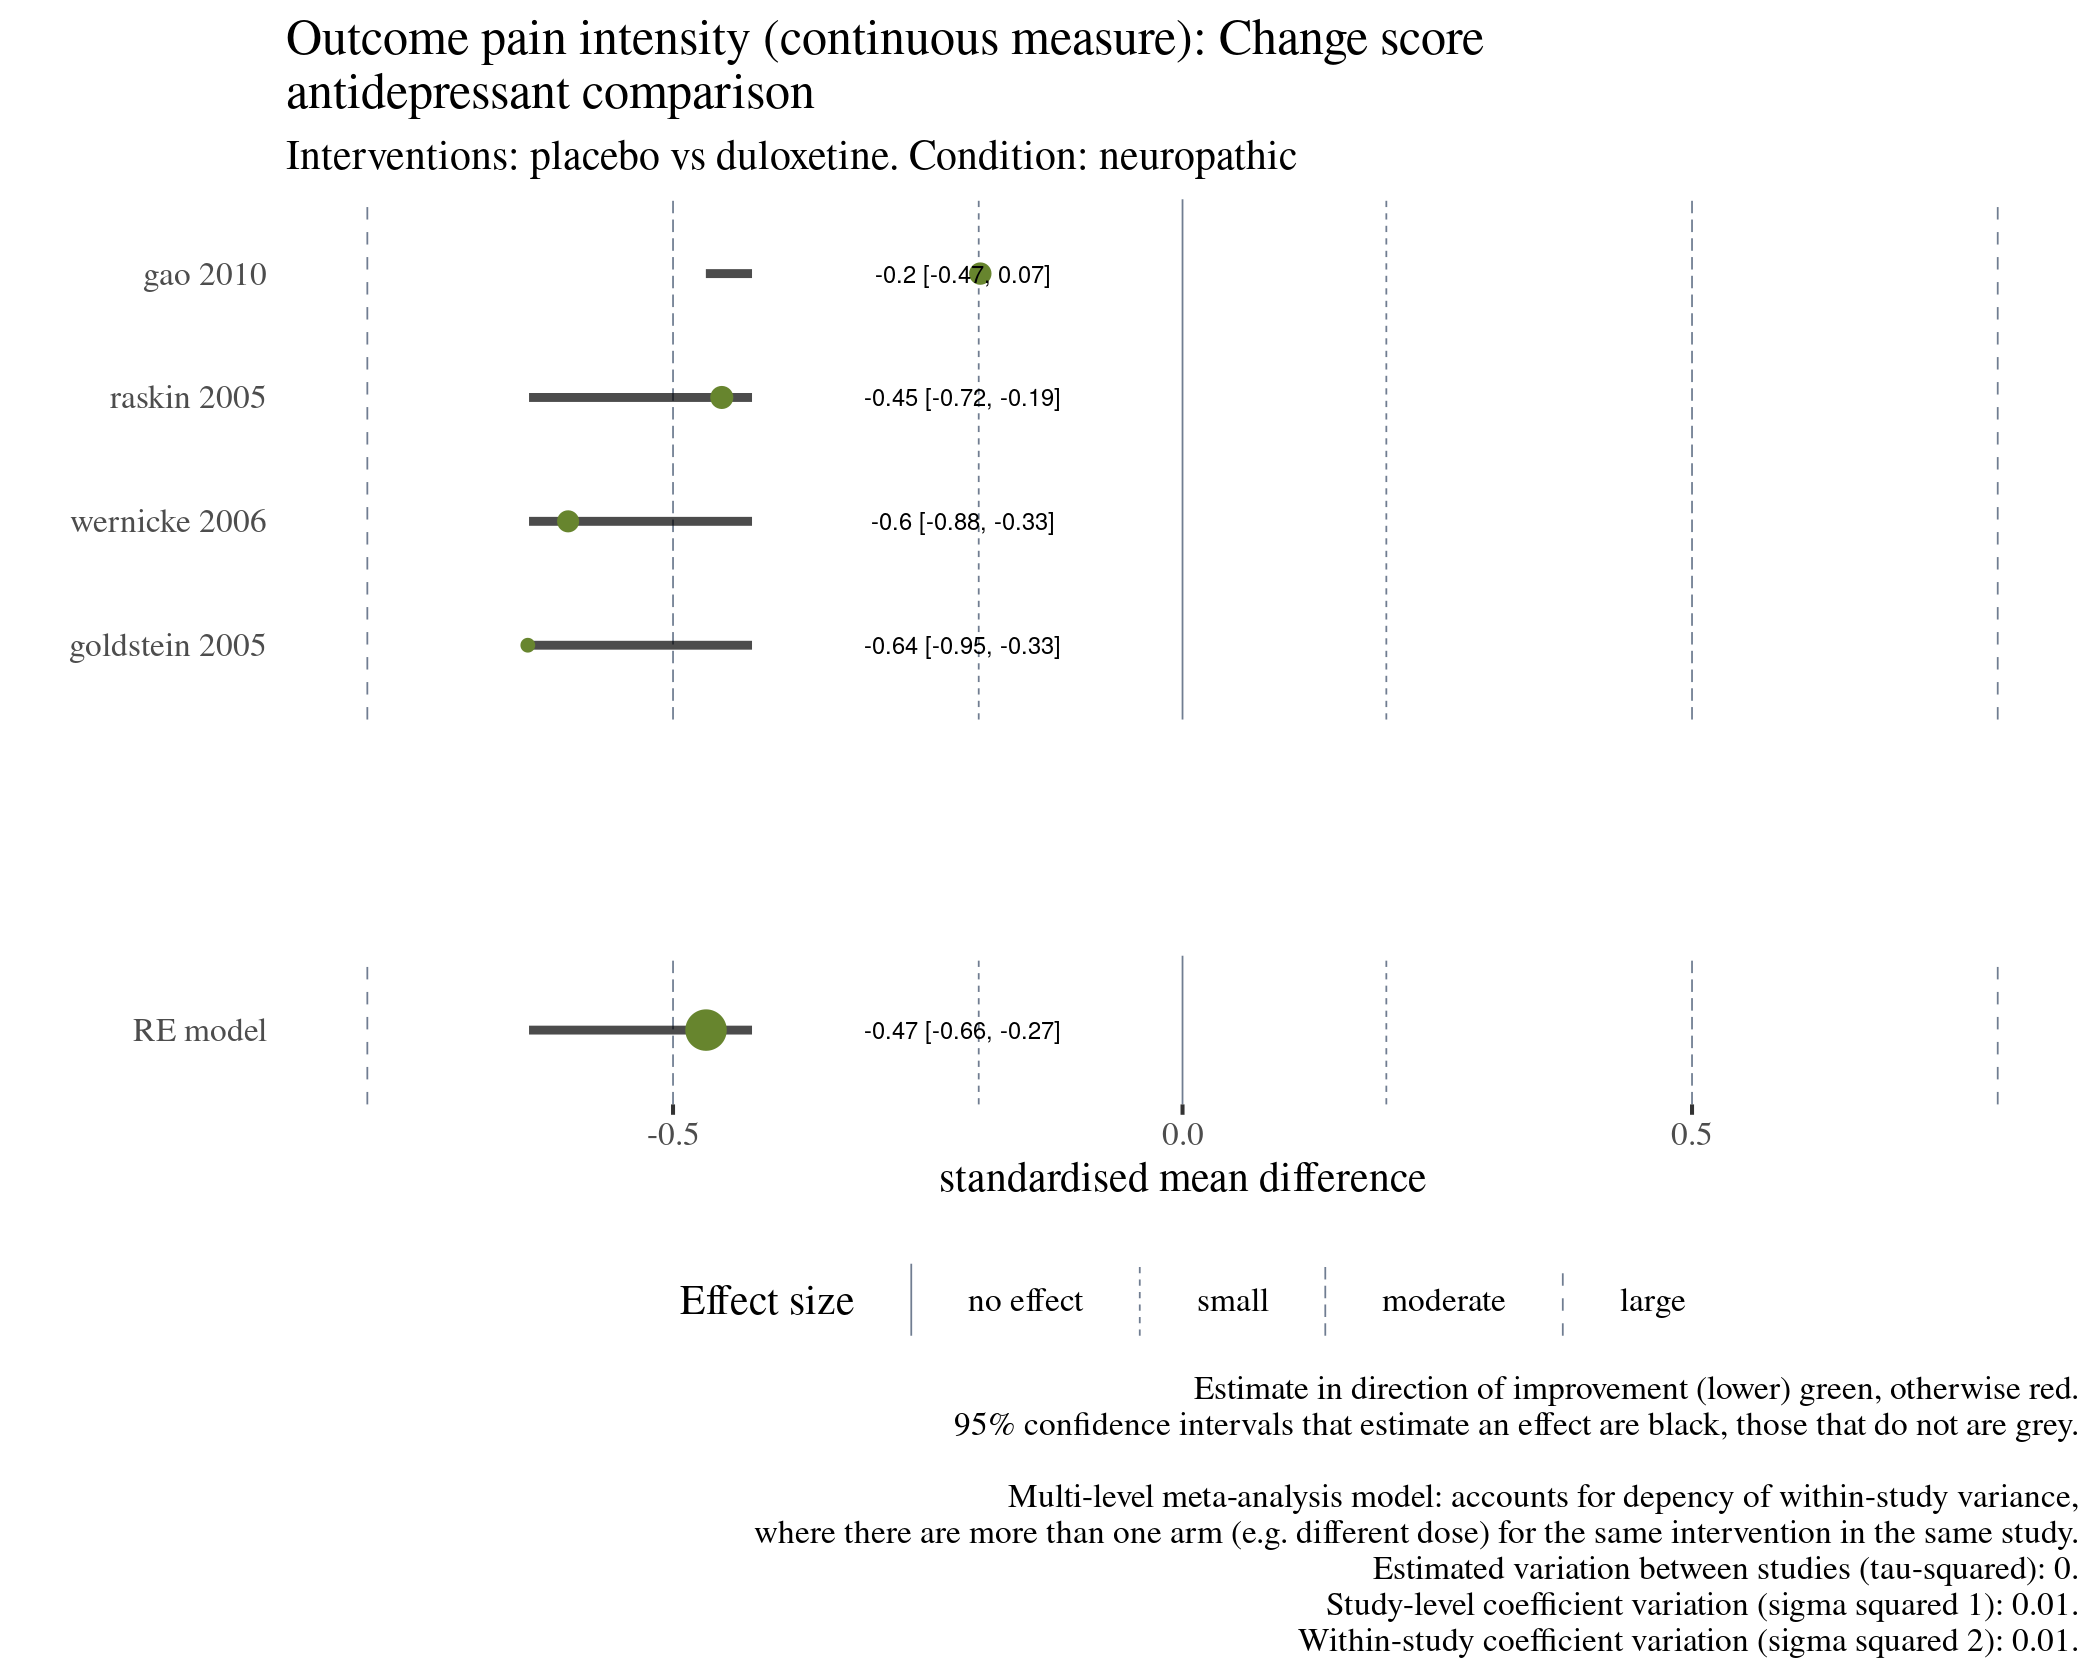 Outcome pain intensity (continuous measure): Change score
antidepressant comparison
Interventions: placebo vs duloxetine. Condition: neuropathic
gao 2010
-0.2 [-0.47, 0.07]
raskin 2005
-0.45 [-0.72, -0.19]
wernicke 2006
-0.6 [-0.88, -0.33]
goldstein 2005
-0.64 [-0.95, -0.33]
RE model
-0.47 [-0.66, -0.27]
-0.5 0.0 0.5
standardised mean difference
Effect size no effect small moderate large
Estimate in direction of improvement (lower) green, otherwise red.
95% confidence intervals that estimate an effect are black, those that do not are grey.
Multi-level meta-analysis model: accounts for depency of within-study variance,
where there are more than one arm (e.g. different dose) for the same intervention in the same study.
Estimated variation between studies (tau-squared): 0.
Study-level coefficient variation (sigma squared 1): 0.01.
Within-study coefficient variation (sigma squared 2): 0.01.